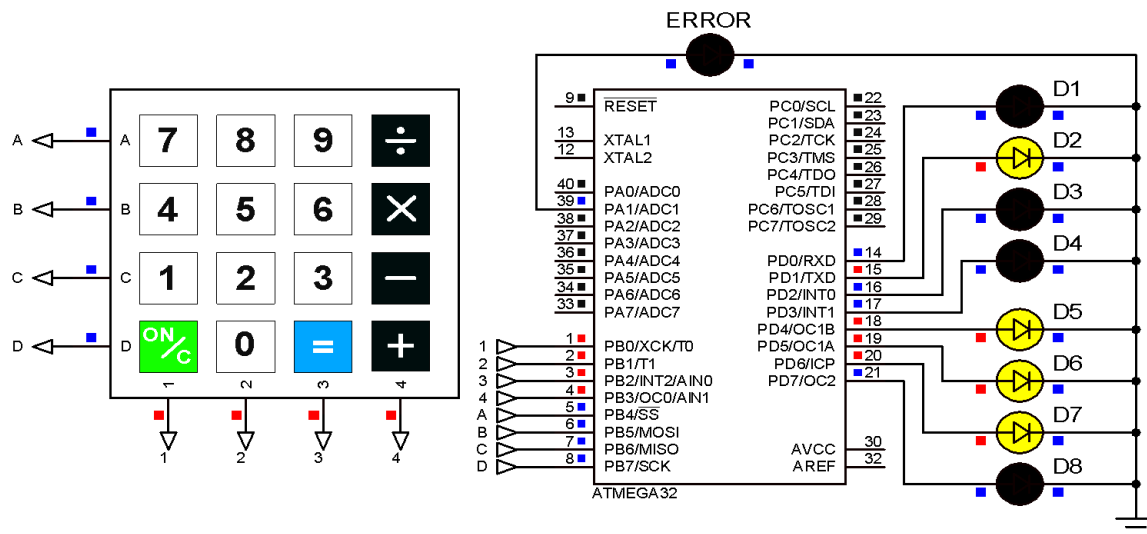 ERROR
7 8 9 ÷
4 5 6 ×
1 2 3 −
ON/C 0 = +
A A
B B
C C
D D
1 2 3 4
1 2 3 4
9 RESET
13 XTAL1
12 XTAL2
40 PA0/ADC0
39 PA1/ADC1
38 PA2/ADC2
37 PA3/ADC3
36 PA4/ADC4
35 PA5/ADC5
34 PA6/ADC6
33 PA7/ADC7
1 1 PB0/XCK/T0
2 2 PB1/T1
3 3 PB2/INT2/AIN0
4 4 PB3/OC0/AIN1
A 5 PB4/SS
B 6 PB5/MOSI
C 7 PB6/MISO
D 8 PB7/SCK
PC0/SCL 22
PC1/SDA 23
PC2/TCK 24
PC3/TMS 25
PC4/TDO 26
PC5/TDI 27
PC6/TOSC1 28
PC7/TOSC2 29
PD0/RXD 14
PD1/TXD 15
PD2/INT0 16
PD3/INT1 17
PD4/OC1B 18
PD5/OC1A 19
PD6/ICP 20
PD7/OC2 21
AVCC 30
AREF 32
ATMEGA32
D1
D2
D3
D4
D5
D6
D7
D8